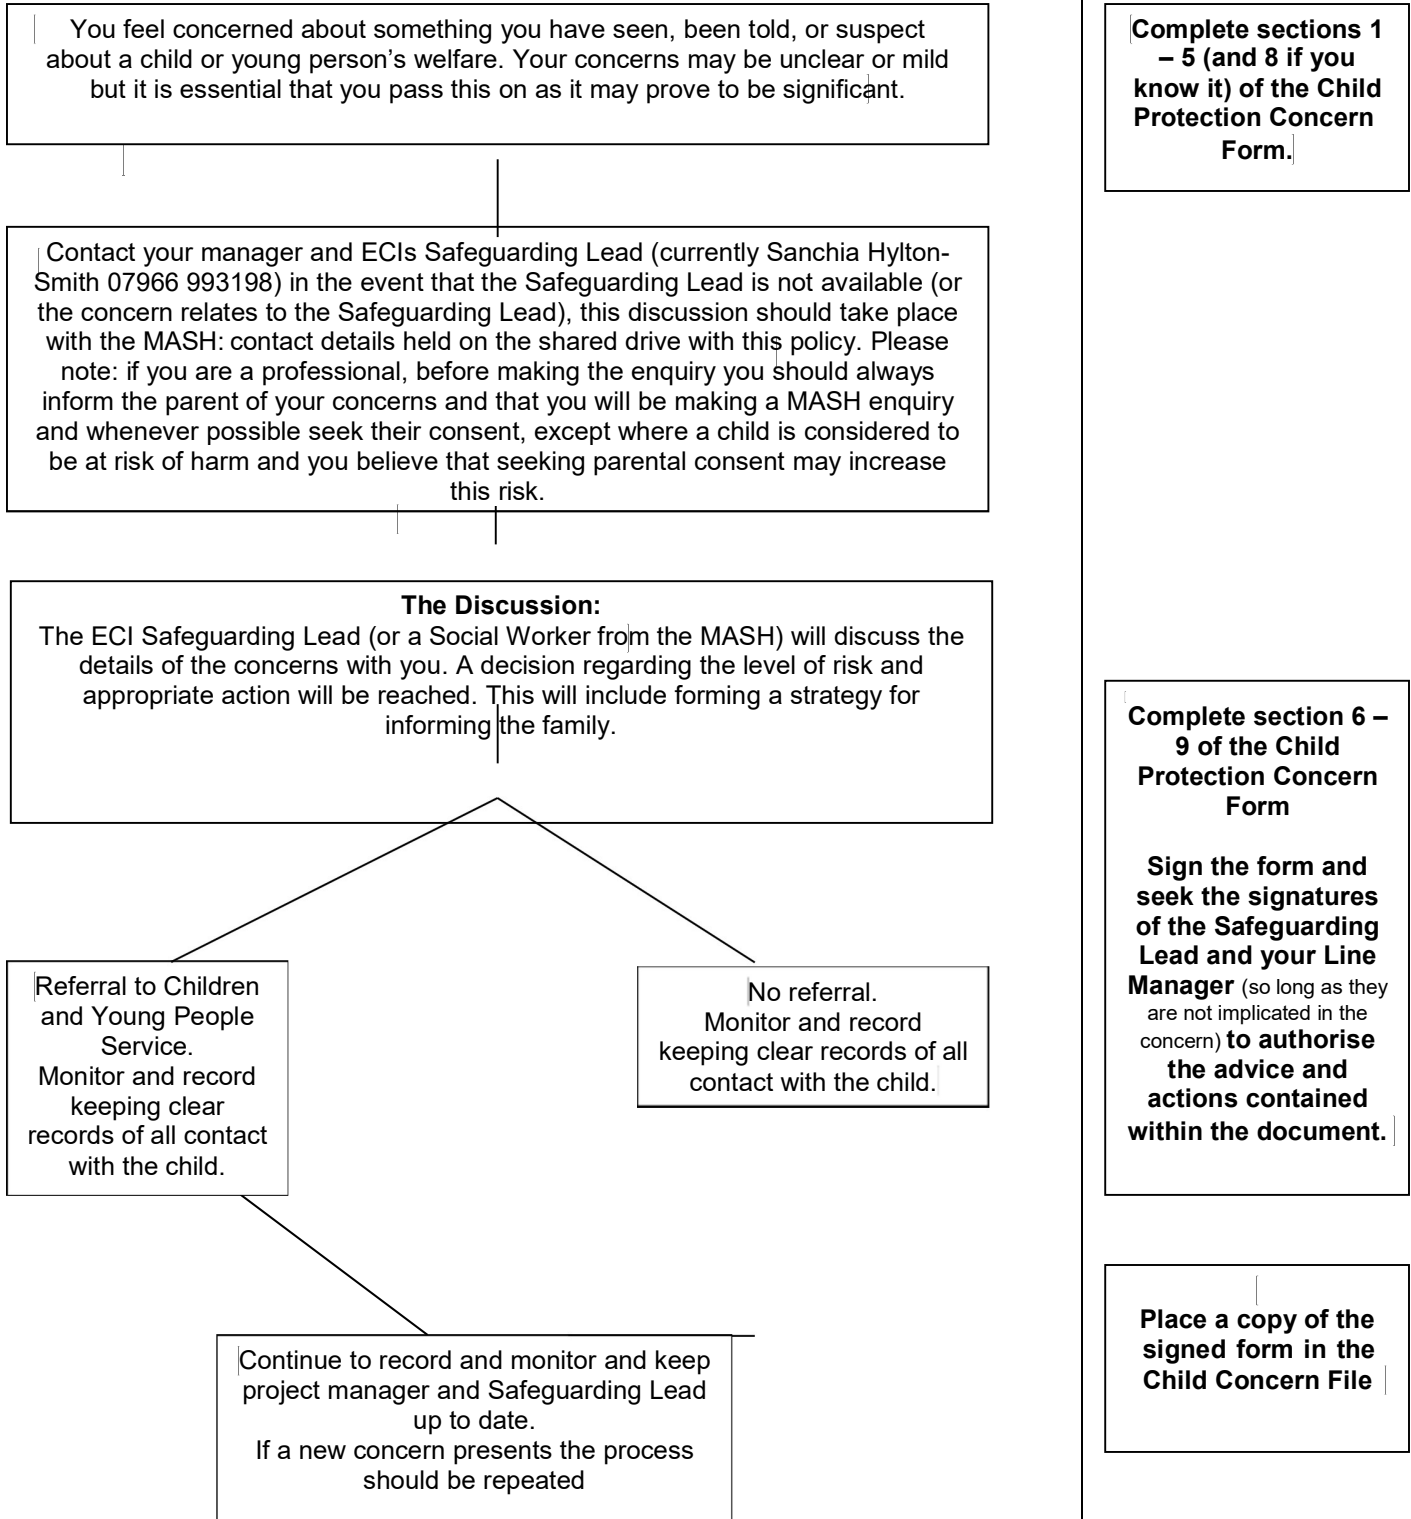 You feel concerned about something you have seen, been told, or suspect
about a child or young person's welfare. Your concerns may be unclear or mild
but it is essential that you pass this on as it may prove to be significant.
Complete sections 1
– 5 (and 8 if you
know it) of the Child
Protection Concern
Form.
Contact your manager and ECIs Safeguarding Lead (currently Sanchia Hylton-
Smith 07966 993198) in the event that the Safeguarding Lead is not available (or
the concern relates to the Safeguarding Lead), this discussion should take place
with the MASH: contact details held on the shared drive with this policy. Please
note: if you are a professional, before making the enquiry you should always
inform the parent of your concerns and that you will be making a MASH enquiry
and whenever possible seek their consent, except where a child is considered to
be at risk of harm and you believe that seeking parental consent may increase
this risk.
The Discussion:
The ECI Safeguarding Lead (or a Social Worker from the MASH) will discuss the
details of the concerns with you. A decision regarding the level of risk and
appropriate action will be reached. This will include forming a strategy for
informing the family.
Complete section 6 –
9 of the Child
Protection Concern
Form
Sign the form and
seek the signatures
of the Safeguarding
Lead and your Line
Manager (so long as they
are not implicated in the
concern) to authorise
the advice and
actions contained
within the document.
Referral to Children
and Young People
Service.
Monitor and record
keeping clear
records of all contact
with the child.
No referral.
Monitor and record
keeping clear records of all
contact with the child.
Continue to record and monitor and keep
project manager and Safeguarding Lead
up to date.
If a new concern presents the process
should be repeated
Place a copy of the
signed form in the
Child Concern File